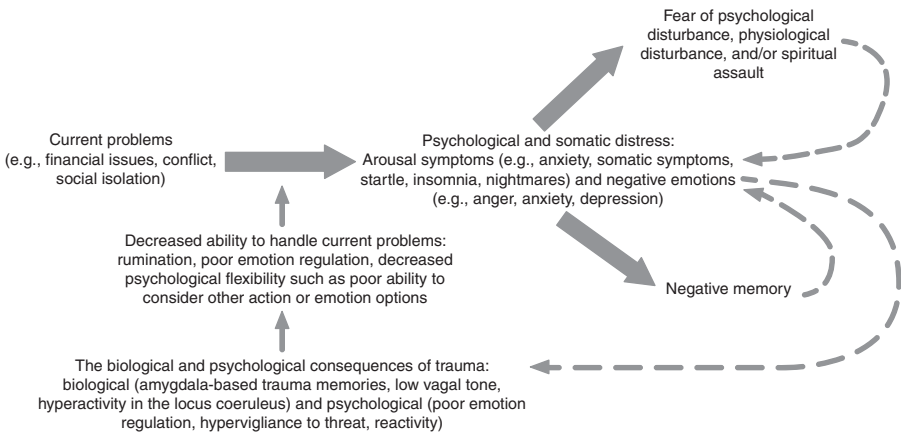 Fear of psychological
disturbance, physiological
disturbance, and/or spiritual
assault
Current problems
(e.g., financial issues, conflict,
social isolation)
Psychological and somatic distress:
Arousal symptoms (e.g., anxiety, somatic symptoms,
startle, insomnia, nightmares) and negative emotions
(e.g., anger, anxiety, depression)
Decreased ability to handle current problems:
rumination, poor emotion regulation, decreased
psychological flexibility such as poor ability to
consider other action or emotion options
Negative memory
The biological and psychological consequences of trauma:
biological (amygdala-based trauma memories, low vagal tone,
hyperactivity in the locus coeruleus) and psychological (poor emotion
regulation, hypervigliance to threat, reactivity)